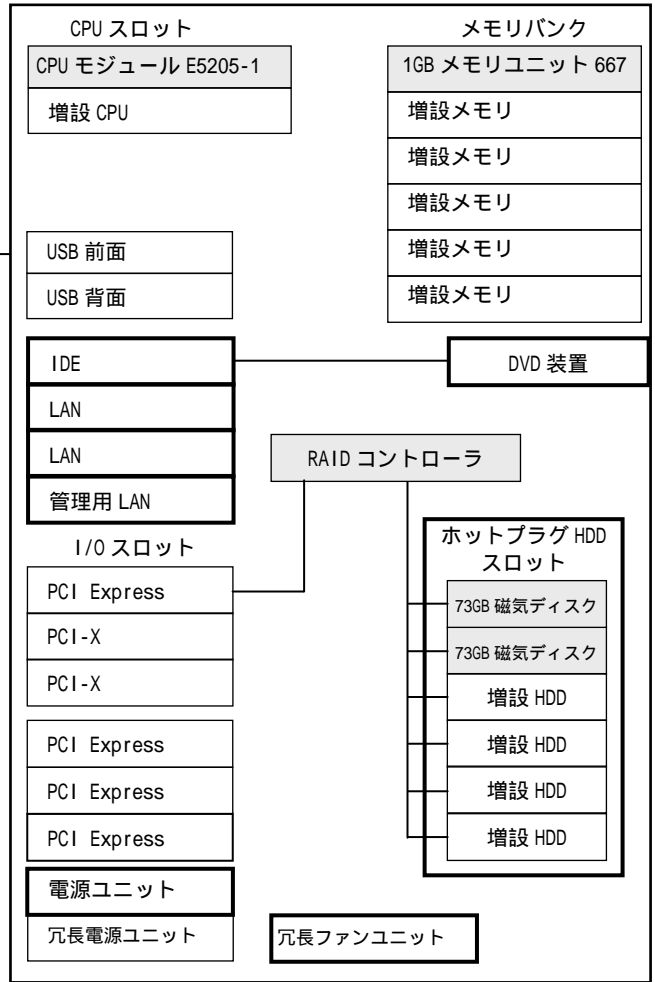 CPU スロット
CPU モジュール E5205-1
増設 CPU
メモリバンク
1GB メモリユニット 667
増設メモリ
増設メモリ
増設メモリ
増設メモリ
増設メモリ
USB 前面
USB 背面
IDE
LAN
LAN
管理用 LAN
DVD 装置
RAID コントローラ
I/O スロット
PCI Express
PCI-X
PCI-X
PCI Express
PCI Express
PCI Express
ホットプラグ HDD
スロット
73GB 磁気ディスク
73GB 磁気ディスク
増設 HDD
増設 HDD
増設 HDD
増設 HDD
電源ユニット
冗長電源ユニット
冗長ファンユニット